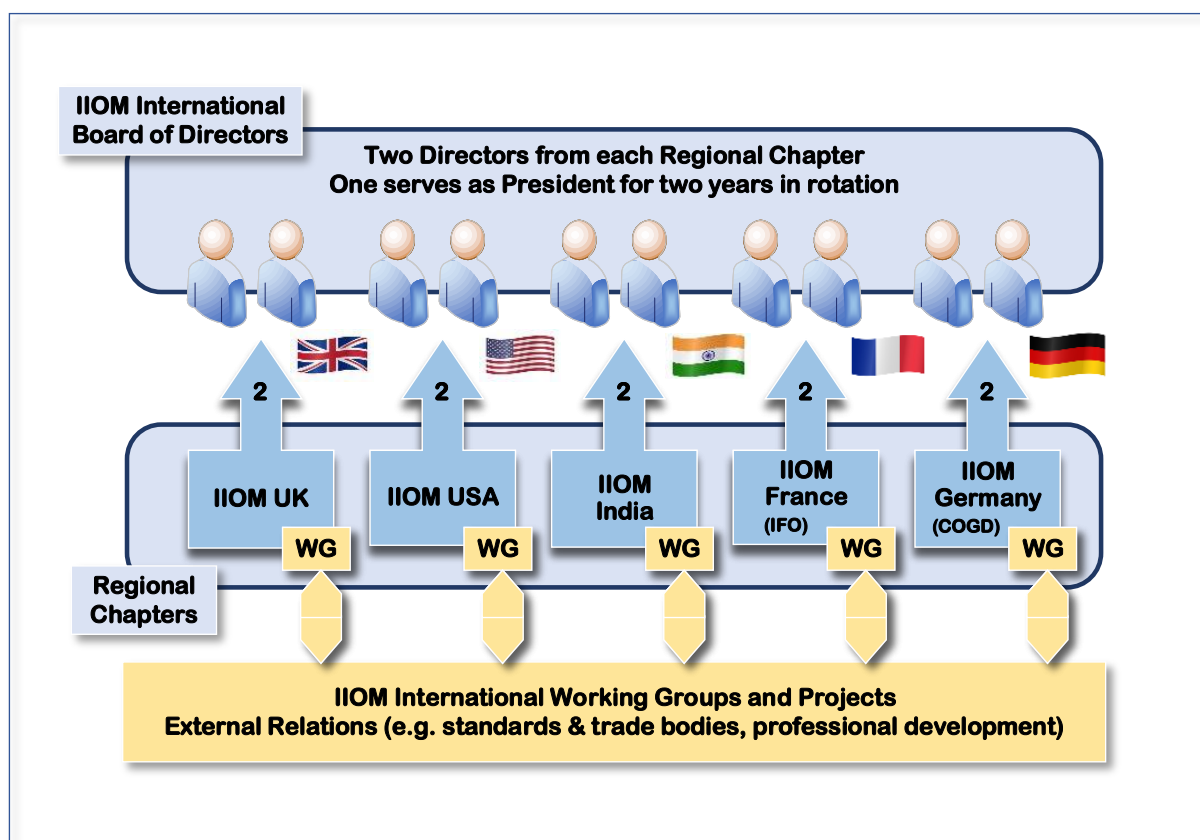 IIOM International
Board of Directors
Two Directors from each Regional Chapter
One serves as President for two years in rotation
2
2
2
2
2
IIOM UK
IIOM USA
IIOM
India
IIOM
France
(IFO)
IIOM
Germany
(COGD)
WG
WG
WG
WG
WG
Regional
Chapters
IIOM International Working Groups and Projects
External Relations (e.g. standards & trade bodies, professional development)